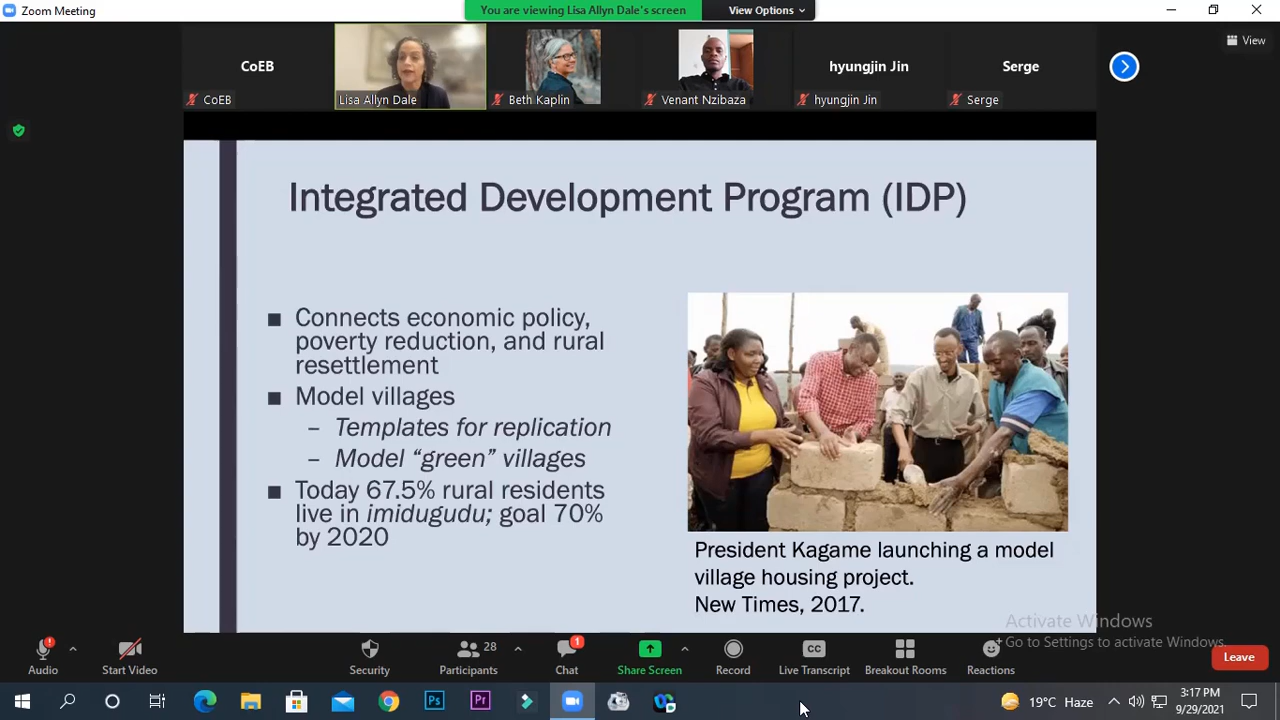 Zoom Meeting
You are viewing Lisa Allyn Dale's screen
View Options
View
CoEB
CoEB
Lisa Allyn Dale
Beth Kaplin
Venant Nzibaza
hyungjin Jin
hyungjin Jin
Serge
Serge
Integrated Development Program (IDP)
■ Connects economic policy,
poverty reduction, and rural
resettlement
■ Model villages
– Templates for replication
– Model “green” villages
■ Today 67.5% rural residents
live in imidugudu; goal 70%
by 2020
President Kagame launching a model
village housing project.
New Times, 2017.
Activate Windows
Go to Settings to activate Windows.
Audio
Start Video
Security
Participants
28
Chat
1
Share Screen
Record
CC
Live Transcript
Breakout Rooms
Reactions
Leave
Ps
Pr
19°C Haze
3:17 PM
9/29/2021